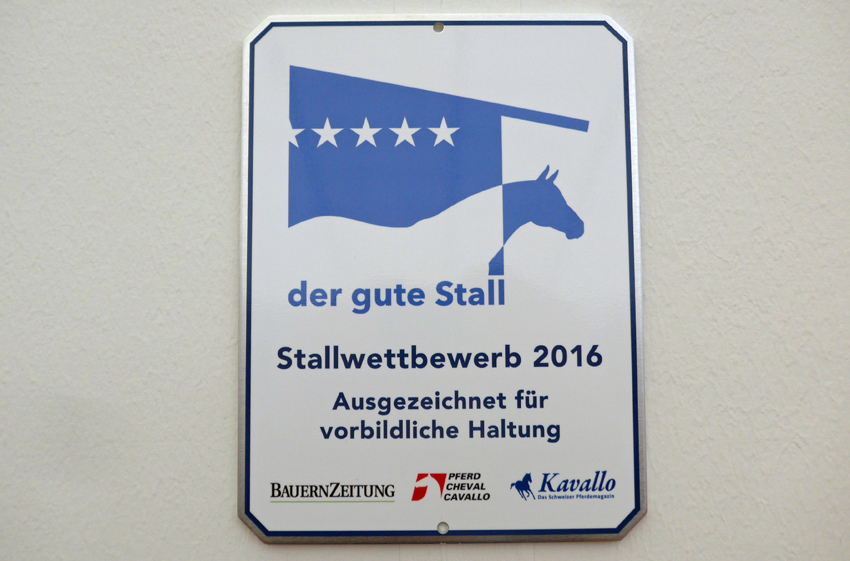 der gute Stall
Stallwettbewerb 2016
Ausgezeichnet für
vorbildliche Haltung
BAUERNZEITUNG
PFERD
CHEVAL
CAVALLO
Kavallo
Das Schweizer Pferdemagazin